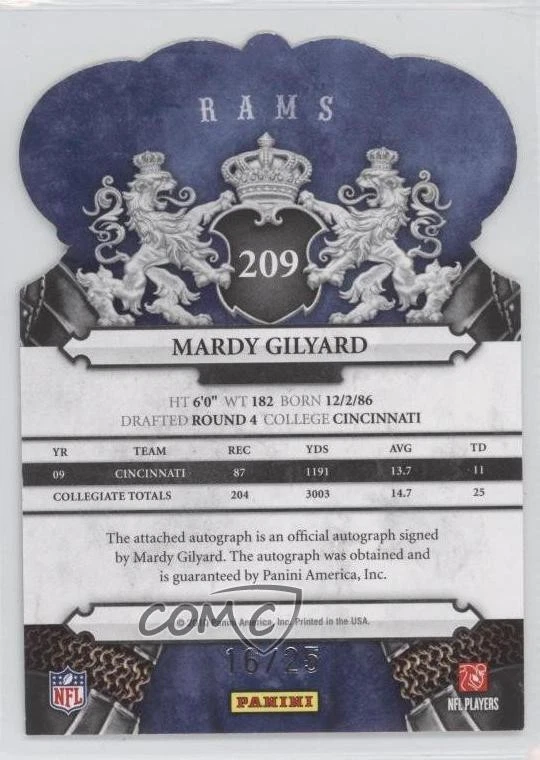 RAMS
209
MARDY GILYARD
HT 6'0" WT 182 BORN 12/2/86
DRAFTED ROUND 4 COLLEGE CINCINNATI
YR TEAM REC YDS AVG TD
09 CINCINNATI 87 1191 13.7 11
COLLEGIATE TOTALS 204 3003 14.7 25
The attached autograph is an official autograph signed
by Mardy Gilyard. The autograph was obtained and
is guaranteed by Panini America, Inc.
COMC
© 2010 Panini America, Inc. Printed in the USA.
16/25
NFL
PANINI
NFL PLAYERS